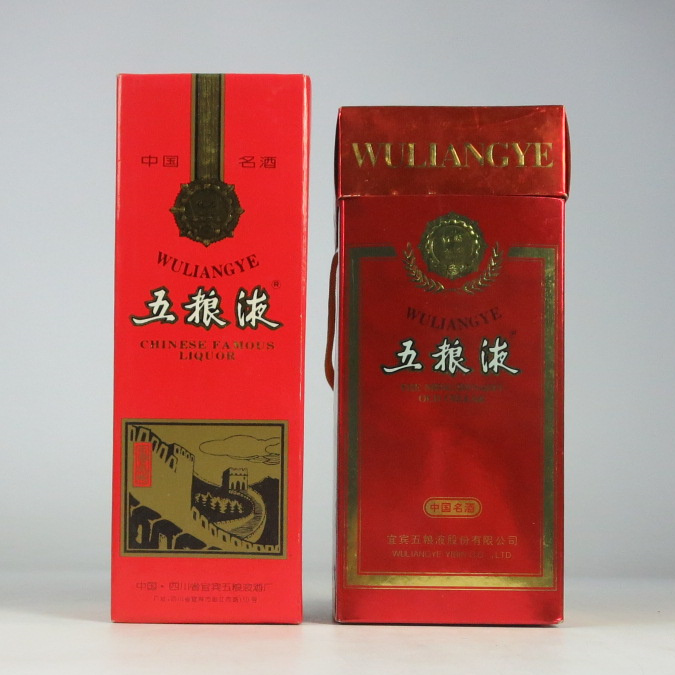 中国 名酒
WULIANGYE
五粮液®
CHINESE FAMOUS
LIQUOR
中国·四川省宜宾五粮液酒厂
WULIANGYE
WULIANGYE
五粮液
中国名酒
宜宾五粮液股份有限公司
WULIANGYE YIBIN CO., LTD